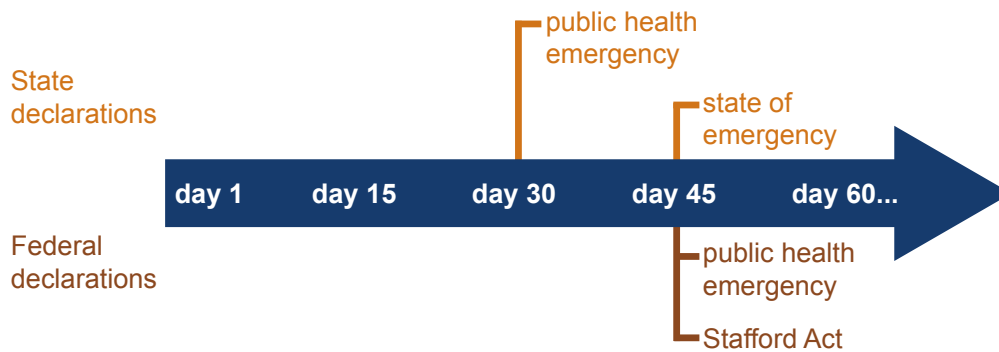 public health
emergency
State
declarations
state of
emergency
day 1 day 15 day 30 day 45 day 60...
Federal
declarations
public health
emergency
Stafford Act